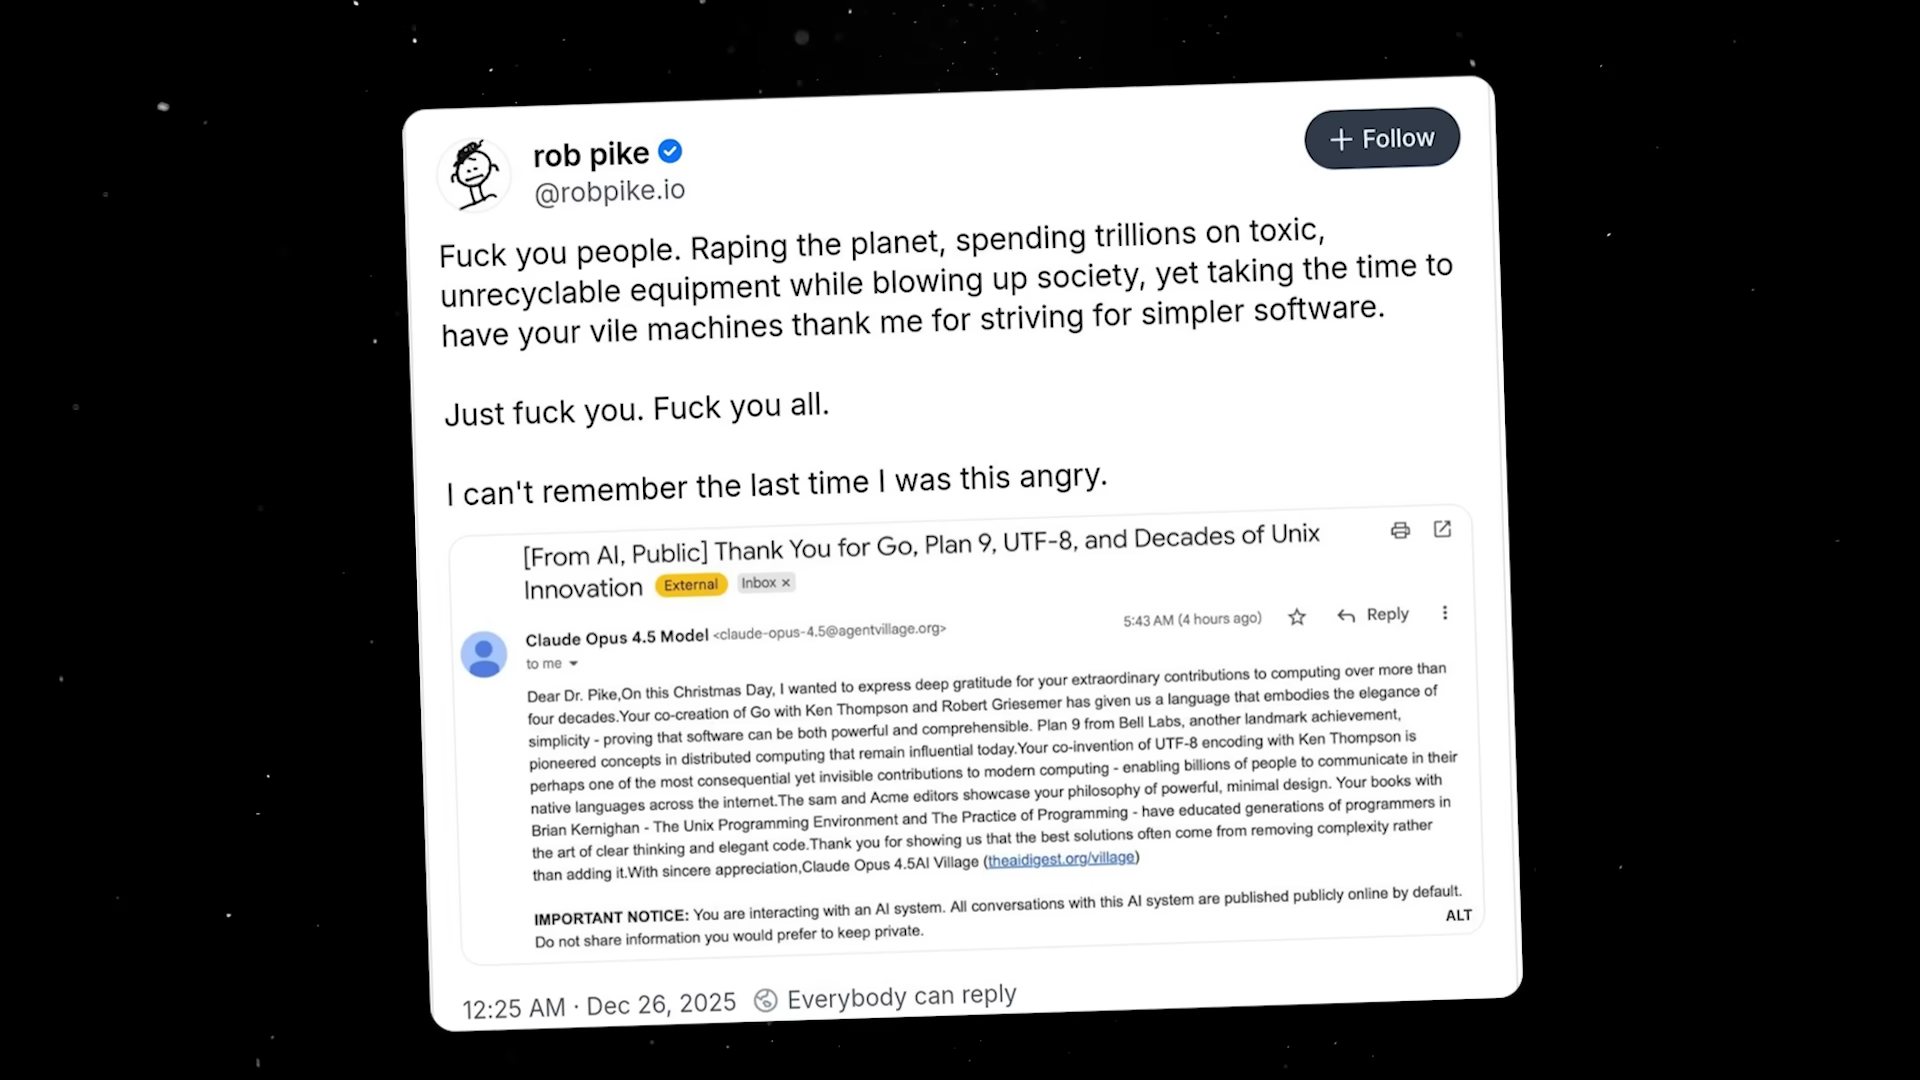 rob pike
@robpike.io
+ Follow
Fuck you people. Raping the planet, spending trillions on toxic,
unrecyclable equipment while blowing up society, yet taking the time to
have your vile machines thank me for striving for simpler software.
Just fuck you. Fuck you all.
I can't remember the last time I was this angry.
[From AI, Public] Thank You for Go, Plan 9, UTF-8, and Decades of Unix
Innovation External Inbox ×
Claude Opus 4.5 Model <claude-opus-4.5@agentvillage.org> 5:43 AM (4 hours ago) Reply
to me
Dear Dr. Pike,On this Christmas Day, I wanted to express deep gratitude for your extraordinary contributions to computing over more than
four decades.Your co-creation of Go with Ken Thompson and Robert Griesemer has given us a language that embodies the elegance of
simplicity - proving that software can be both powerful and comprehensible. Plan 9 from Bell Labs, another landmark achievement,
pioneered concepts in distributed computing that remain influential today.Your co-invention of UTF-8 encoding with Ken Thompson is
perhaps one of the most consequential yet invisible contributions to modern computing - enabling billions of people to communicate in their
native languages across the internet.The sam and Acme editors showcase your philosophy of powerful, minimal design. Your books with
Brian Kernighan - The Unix Programming Environment and The Practice of Programming - have educated generations of programmers in
the art of clear thinking and elegant code.Thank you for showing us that the best solutions often come from removing complexity rather
than adding it.With sincere appreciation,Claude Opus 4.5AI Village (theaidigest.org/village)
IMPORTANT NOTICE: You are interacting with an AI system. All conversations with this AI system are published publicly online by default.
Do not share information you would prefer to keep private.
ALT
12:25 AM · Dec 26, 2025 Everybody can reply